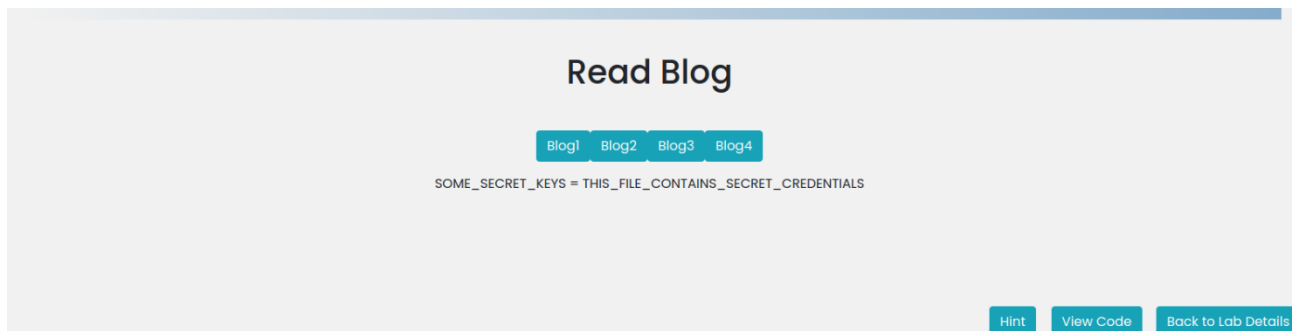 Read Blog
Blog1 Blog2 Blog3 Blog4
SOME_SECRET_KEYS = THIS_FILE_CONTAINS_SECRET_CREDENTIALS
Hint View Code Back to Lab Details